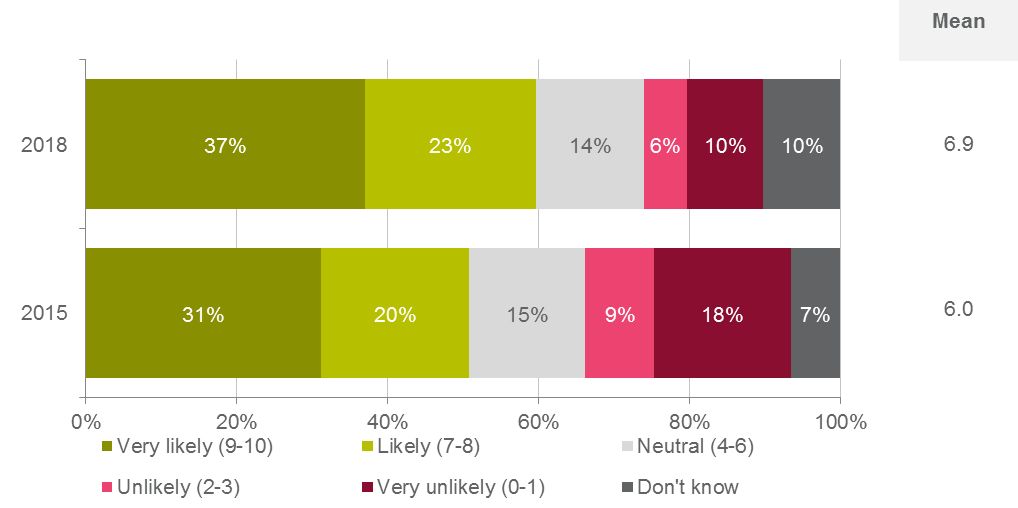 Mean
2018 37% 23% 14% 6% 10% 10% 6.9
2015 31% 20% 15% 9% 18% 7% 6.0
0% 20% 40% 60% 80% 100%
Very likely (9-10) Likely (7-8) Neutral (4-6)
Unlikely (2-3) Very unlikely (0-1) Don't know